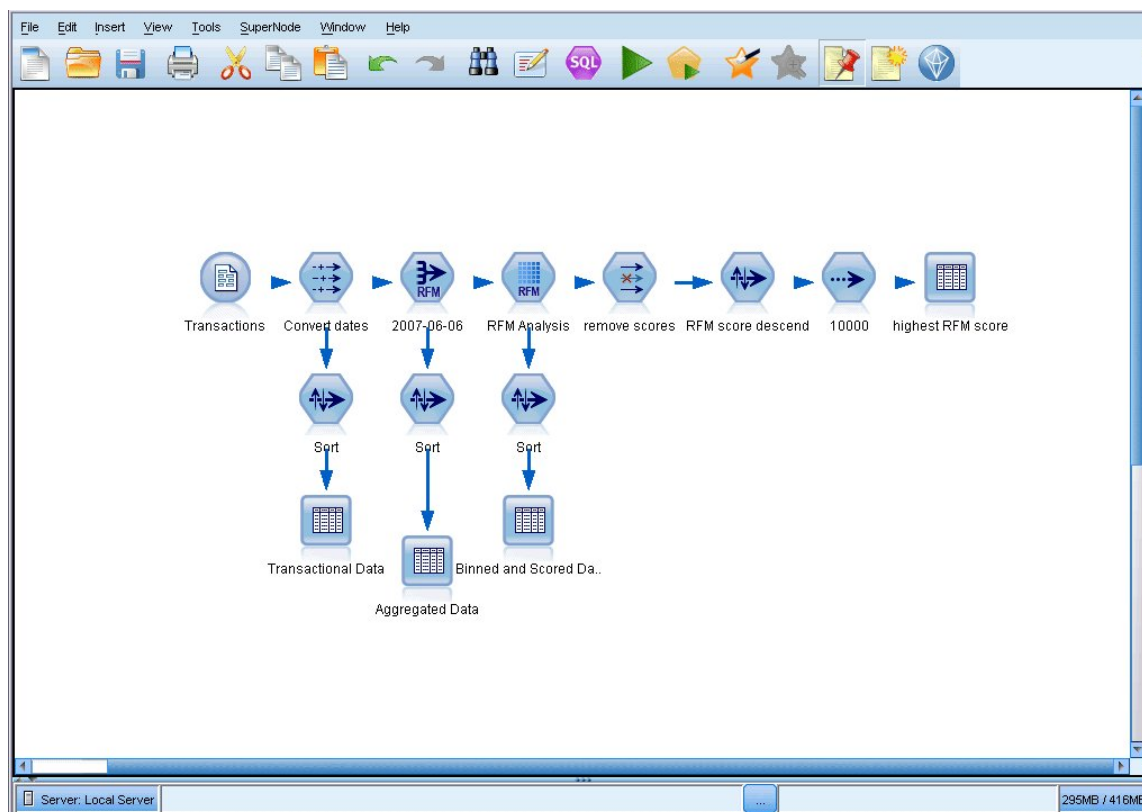 File Edit Insert View Tools SuperNode Window Help
SQL
RFM RFM
Transactions Convert dates 2007-06-06 RFM Analysis remove scores RFM score descend 10000 highest RFM score
Sort Sort Sort
Transactional Data Binned and Scored Da..
Aggregated Data
Server: Local Server ... 295MB / 416MB